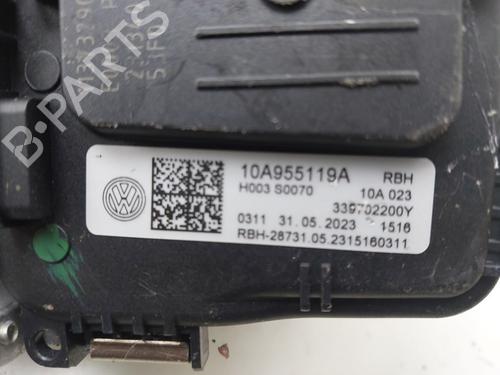 B-PARTS
10A955119A RBH
H003 S0070 10A 023
339702200Y
0311 31.05.2023 1516
RBH-28731.05.2315160311